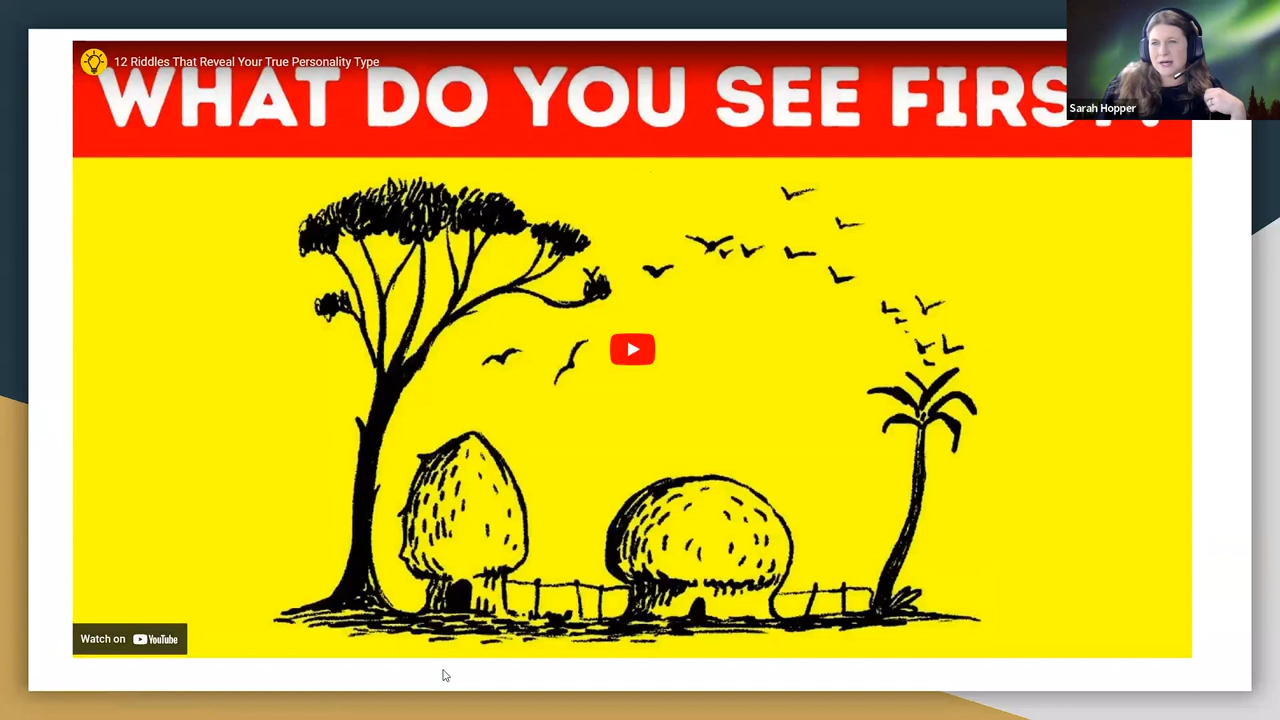 12 Riddles That Reveal Your True Personality Type
WHAT DO YOU SEE FIRS
Sarah Hopper
Watch on YouTube